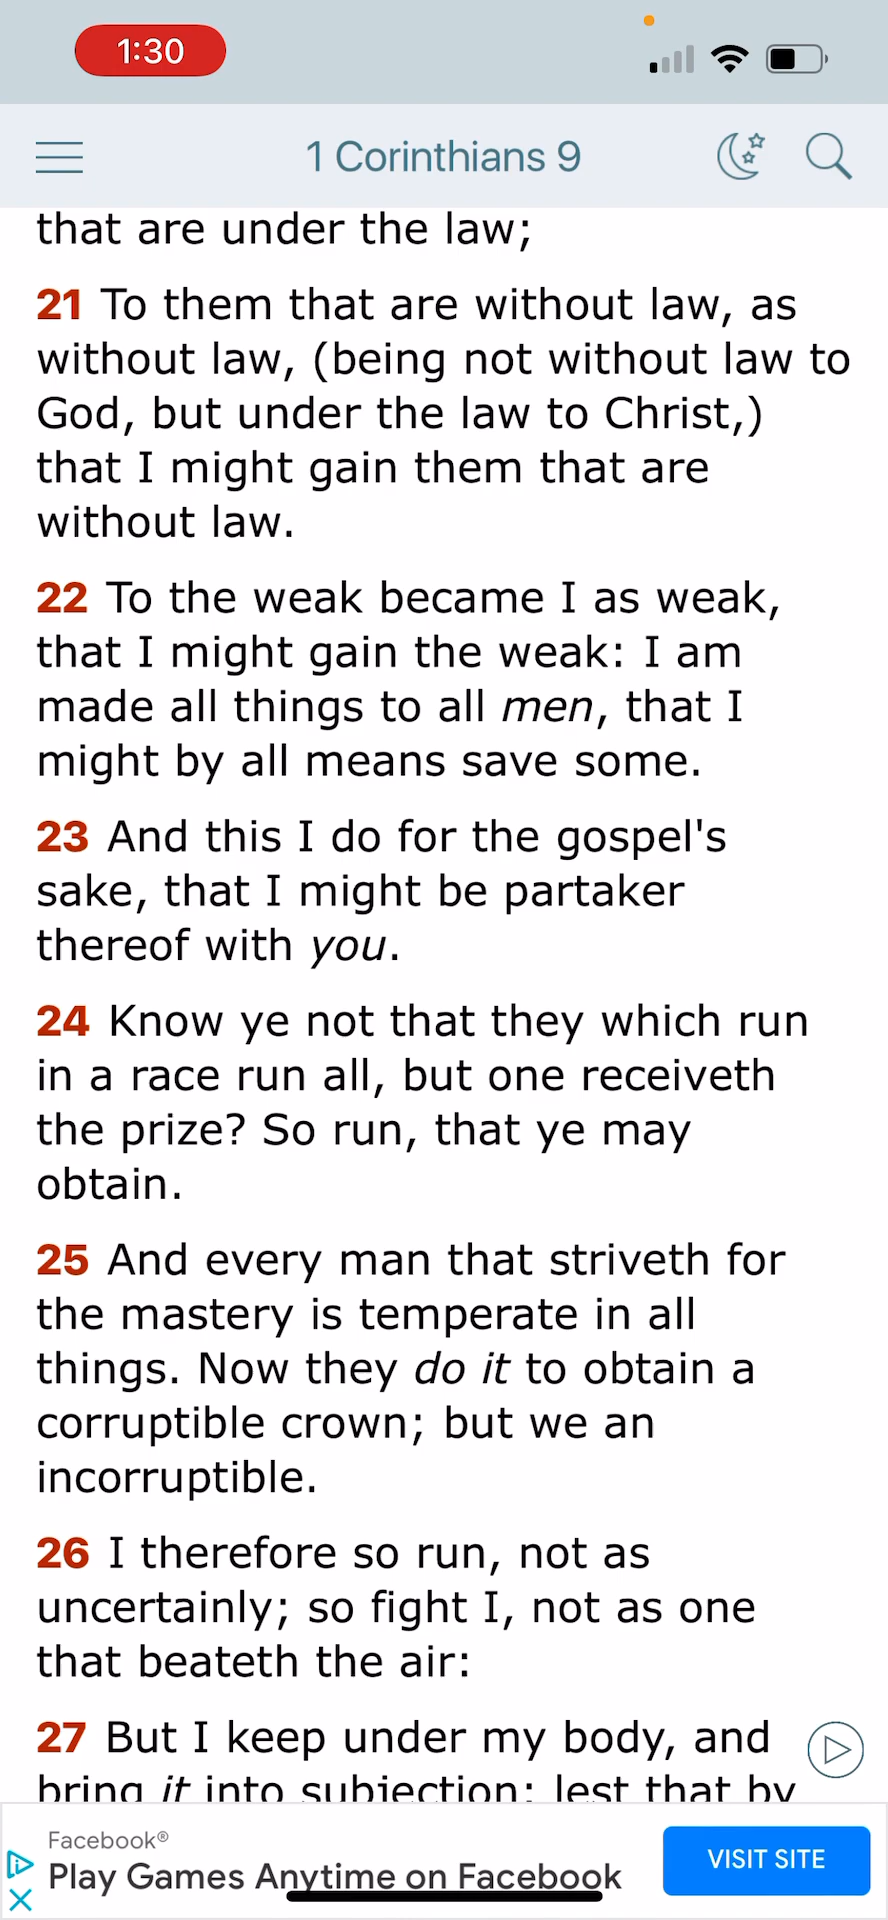 1:30
1 Corinthians 9
that are under the law;
21 To them that are without law, as
without law, (being not without law to
God, but under the law to Christ,)
that I might gain them that are
without law.
22 To the weak became I as weak,
that I might gain the weak: I am
made all things to all men, that I
might by all means save some.
23 And this I do for the gospel's
sake, that I might be partaker
thereof with you.
24 Know ye not that they which run
in a race run all, but one receiveth
the prize? So run, that ye may
obtain.
25 And every man that striveth for
the mastery is temperate in all
things. Now they do it to obtain a
corruptible crown; but we an
incorruptible.
26 I therefore so run, not as
uncertainly; so fight I, not as one
that beateth the air:
27 But I keep under my body, and
bring it into subjection: lest that by
Facebook®
Play Games Anytime on Facebook
VISIT SITE